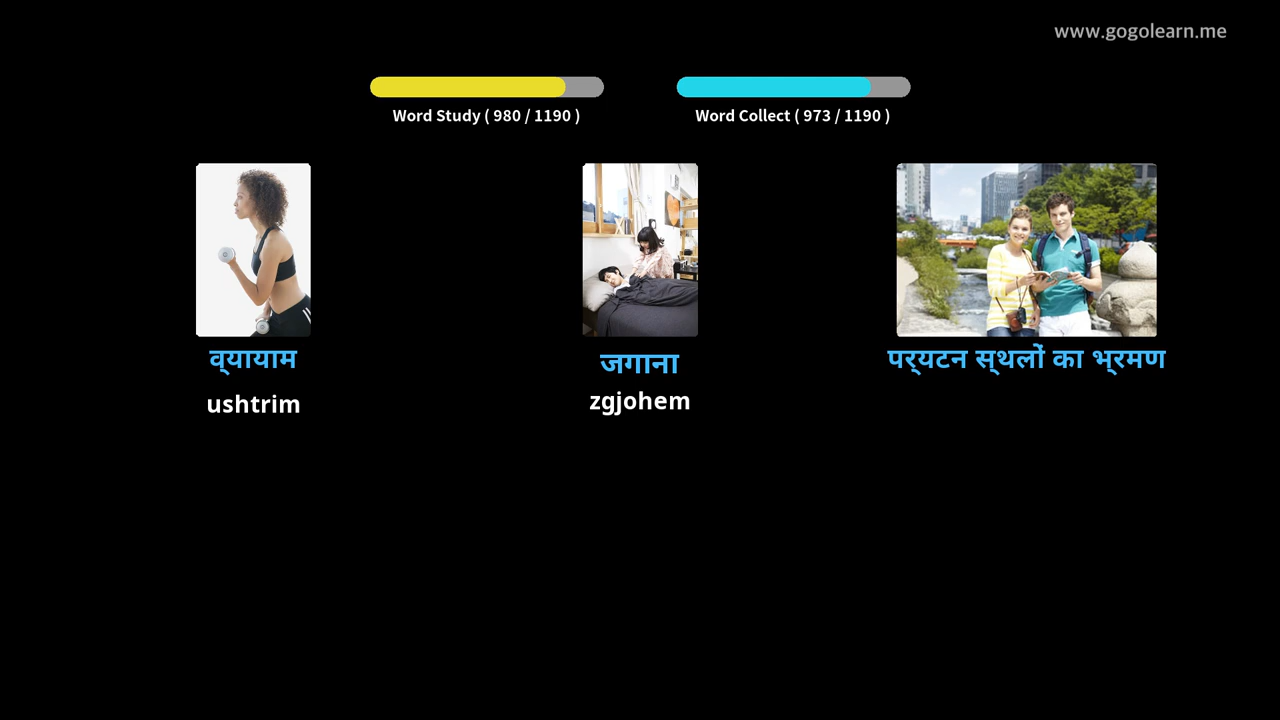 www.gogolearn.me
Word Study ( 980 / 1190 )
Word Collect ( 973 / 1190 )
व्यायाम
जगाना
पर्यटन स्थलों का भ्रमण
ushtrim
zgjohem